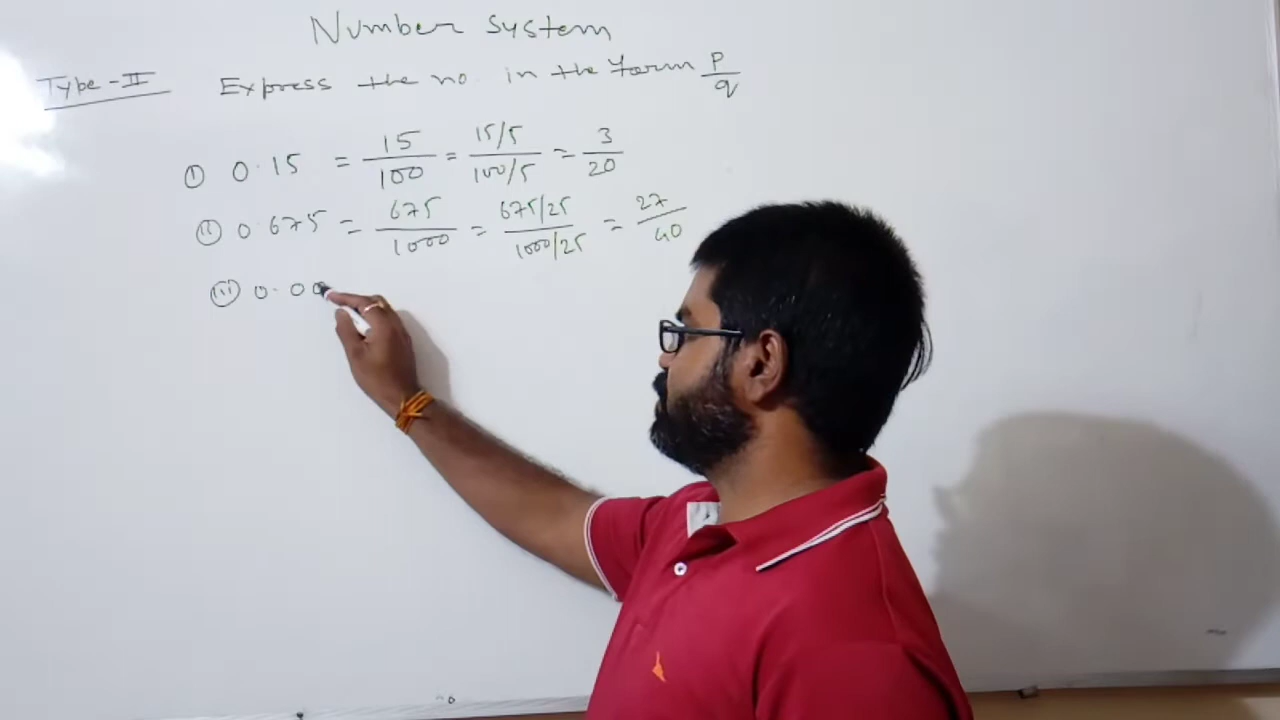 Number System
Type-II Express the no. in the form P/q
(i) 0.15 = 15/100 = 15/5 / 100/5 = 3/20
(ii) 0.675 = 675/1000 = 675/25 / 1000/25 = 27/40
(iii) 0.00